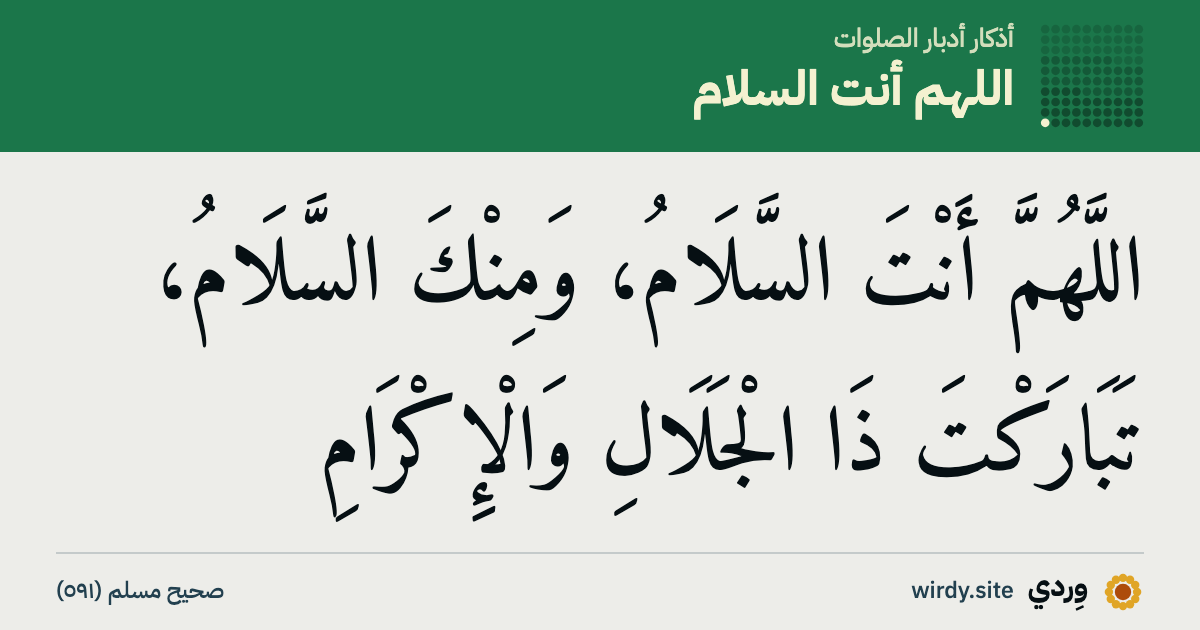 أذكار أدبار الصلوات
اللهم أنت السلام
اللَّهُمَّ أَنْتَ السَّلَامُ، وَمِنْكَ السَّلَامُ،
تَبَارَكْتَ ذَا الْجَلَالِ وَالْإِكْرَامِ
وِردي wirdy.site
صحيح مسلم (٥٩١)